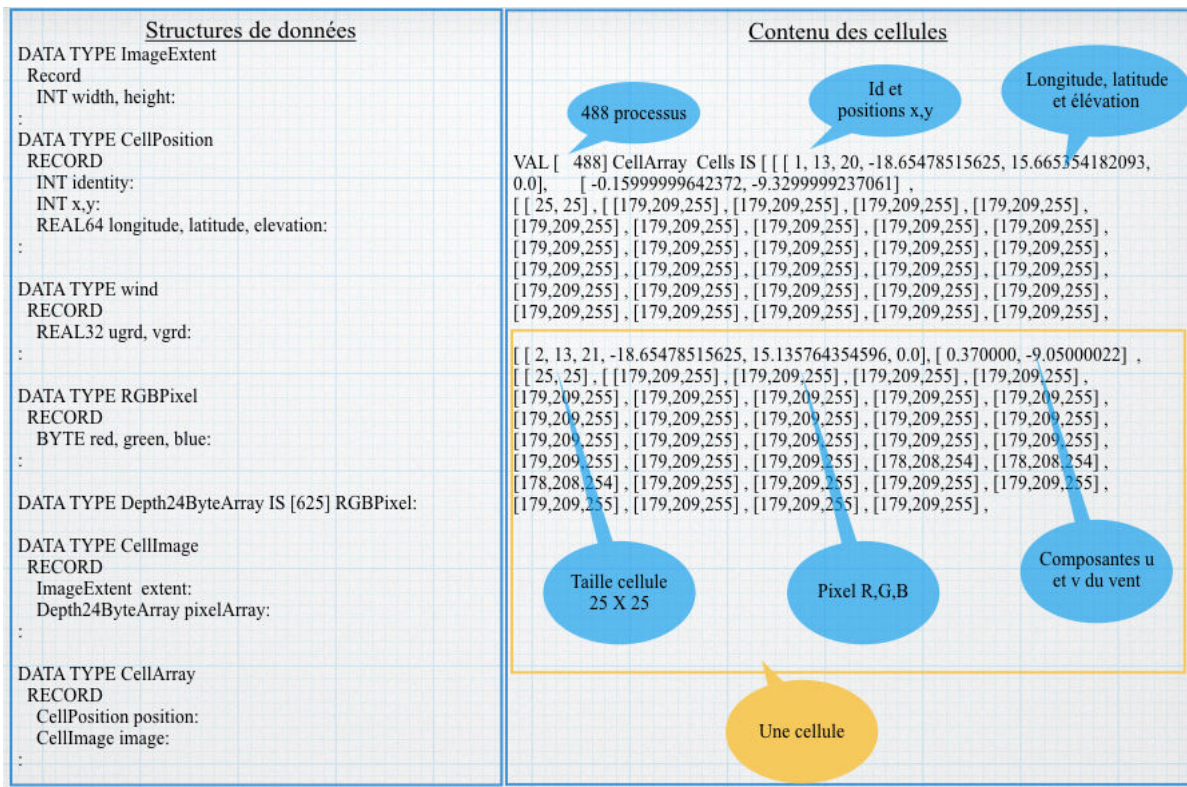 Structures de données
DATA TYPE ImageExtent
Record
INT width, height:
:
DATA TYPE CellPosition
RECORD
INT identity:
INT x,y:
REAL64 longitude, latitude, elevation:
:
DATA TYPE wind
RECORD
REAL32 ugrd, vgrd:
:
DATA TYPE RGBPixel
RECORD
BYTE red, green, blue:
:
DATA TYPE Depth24ByteArray IS [625] RGBPixel:
DATA TYPE CellImage
RECORD
ImageExtent extent:
Depth24ByteArray pixelArray:
:
DATA TYPE CellArray
RECORD
CellPosition position:
CellImage image:
:
Contenu des cellules
488 processus
Id et
positions x,y
Longitude, latitude
et élévation
VAL [ 488] CellArray Cells IS [ [ [ 1, 13, 20, -18.65478515625, 15.665354182093,
0.0], [ -0.15999999642372, -9.3299999237061] ,
[ [ 25, 25] , [ [179,209,255] , [179,209,255] , [179,209,255] , [179,209,255] ,
[179,209,255] , [179,209,255] , [179,209,255] , [179,209,255] , [179,209,255] ,
[179,209,255] , [179,209,255] , [179,209,255] , [179,209,255] , [179,209,255] ,
[179,209,255] , [179,209,255] , [179,209,255] , [179,209,255] , [179,209,255] ,
[179,209,255] , [179,209,255] , [179,209,255] , [179,209,255] , [179,209,255] ,
[179,209,255] , [179,209,255] , [179,209,255] , [179,209,255] , [179,209,255] ,
[ [ 2, 13, 21, -18.65478515625, 15.135764354596, 0.0], [ 0.370000, -9.05000022] ,
[ [ 25, 25] , [ [179,209,255] , [179,209,255] , [179,209,255] , [179,209,255] ,
[179,209,255] , [179,209,255] , [179,209,255] , [179,209,255] , [179,209,255] ,
[179,209,255] , [179,209,255] , [179,209,255] , [179,209,255] , [179,209,255] ,
[179,209,255] , [179,209,255] , [179,209,255] , [179,209,255] , [179,209,255] ,
[179,209,255] , [179,209,255] , [179,209,255] , [178,208,254] , [178,208,254] ,
[178,208,254] , [179,209,255] , [179,209,255] , [179,209,255] , [179,209,255] ,
[179,209,255] , [179,209,255] , [179,209,255] , [179,209,255] ,
Taille cellule
25 X 25
Pixel R,G,B
Composantes u
et v du vent
Une cellule